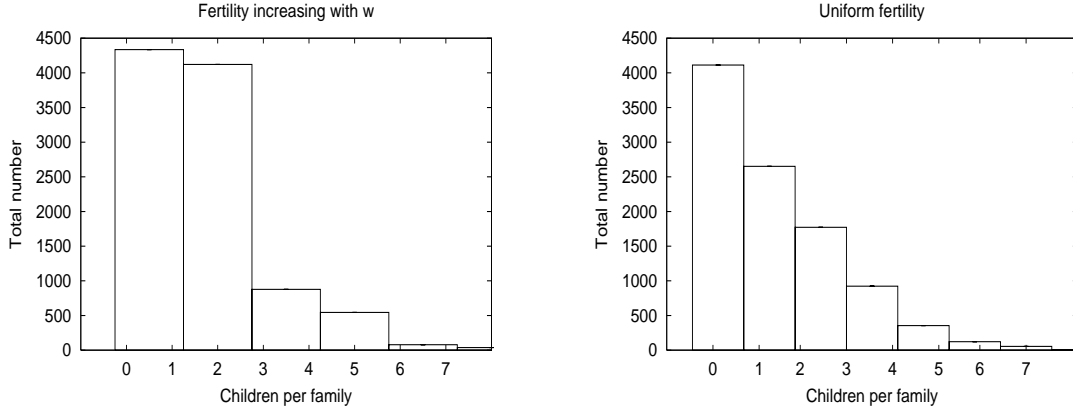 Fertility increasing with w
4500
4000
3500
3000
2500
2000
1500
1000
500
0
Total number
0 1 2 3 4 5 6 7
Children per family
Uniform fertility
4500
4000
3500
3000
2500
2000
1500
1000
500
0
Total number
0 1 2 3 4 5 6 7
Children per family